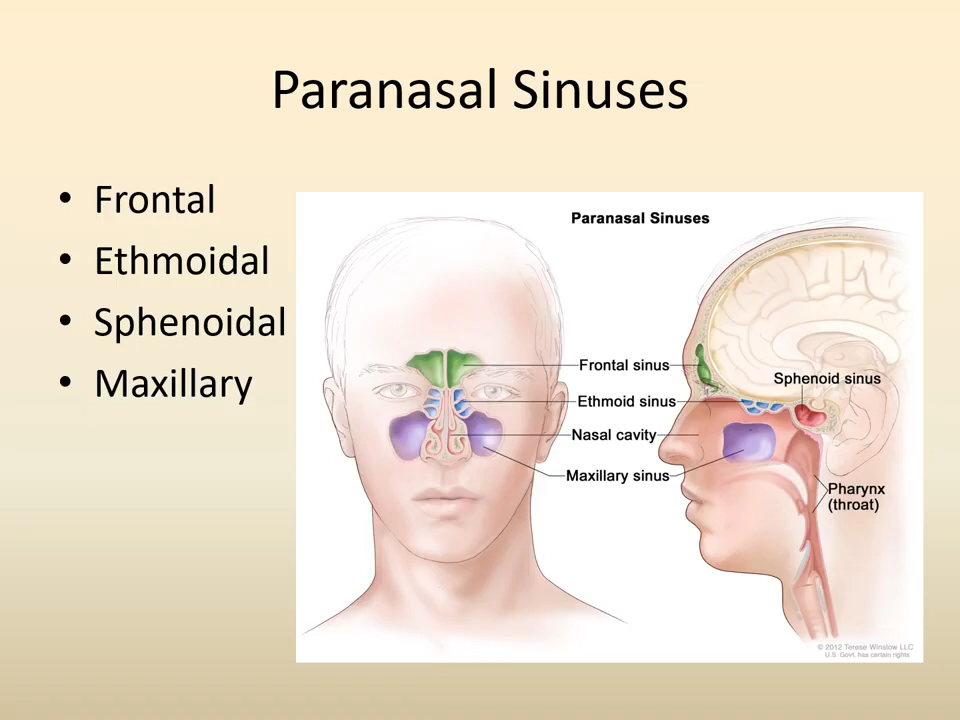 Paranasal Sinuses
• Frontal
• Ethmoidal
• Sphenoidal
• Maxillary
Paranasal Sinuses
Frontal sinus
Ethmoid sinus
Nasal cavity
Maxillary sinus
Sphenoid sinus
Pharynx
(throat)
© 2012 Terese Winslow LLC
U.S. Govt. has certain rights